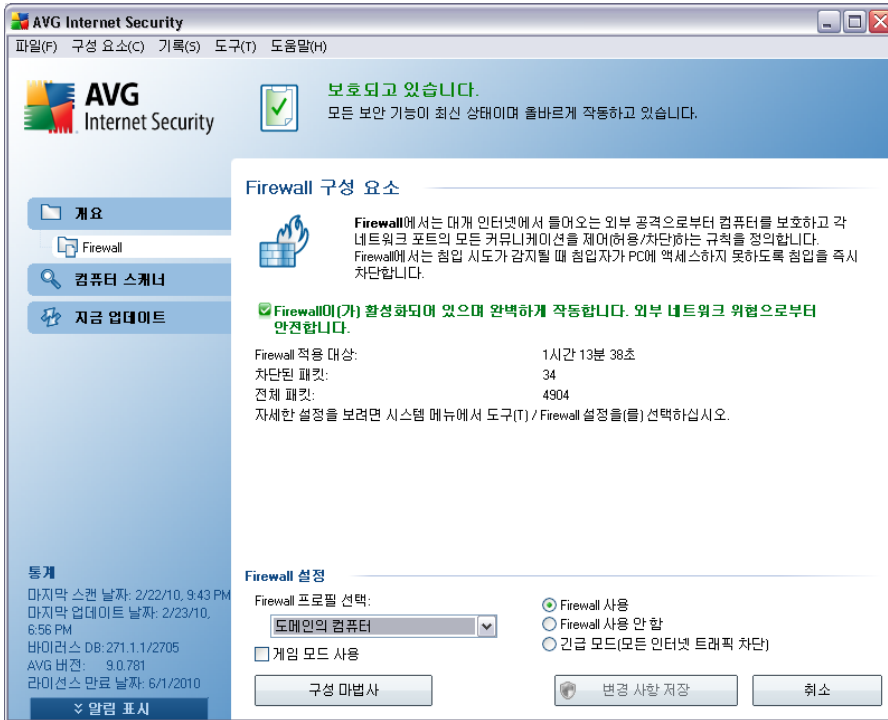 AVG Internet Security
파일(F) 구성 요소(C) 기록(S) 도구(T) 도움말(H)
AVG
Internet Security
보호되고 있습니다.
모든 보안 기능이 최신 상태이며 올바르게 작동하고 있습니다.
개요
Firewall
컴퓨터 스캐너
지금 업데이트
Firewall 구성 요소
Firewall에서는 대개 인터넷에서 들어오는 외부 공격으로부터 컴퓨터를 보호하고 각
네트워크 포트의 모든 커뮤니케이션을 제어(허용/차단)하는 규칙을 정의합니다.
Firewall에서는 침입 시도가 감지될 때 침입자가 PC에 액세스하지 못하도록 침입을 즉시
차단합니다.
Firewall이(가) 활성화되어 있으며 완벽하게 작동합니다. 외부 네트워크 위협으로부터
안전합니다.
Firewall 적용 대상: 1시간 13분 38초
차단된 패킷: 34
전체 패킷: 4904
자세한 설정을 보려면 시스템 메뉴에서 도구(T) / Firewall 설정을(를) 선택하십시오.
통계
마지막 스캔 날짜: 2/22/10, 9:43 PM
마지막 업데이트 날짜: 2/23/10,
6:56 PM
바이러스 DB: 271.1.1/2705
AVG 버전: 9.0.781
라이선스 만료 날짜: 6/1/2010
알림 표시
Firewall 설정
Firewall 프로필 선택:
도메인의 컴퓨터
게임 모드 사용
Firewall 사용
Firewall 사용 안 함
긴급 모드(모든 인터넷 트래픽 차단)
구성 마법사 변경 사항 저장 취소